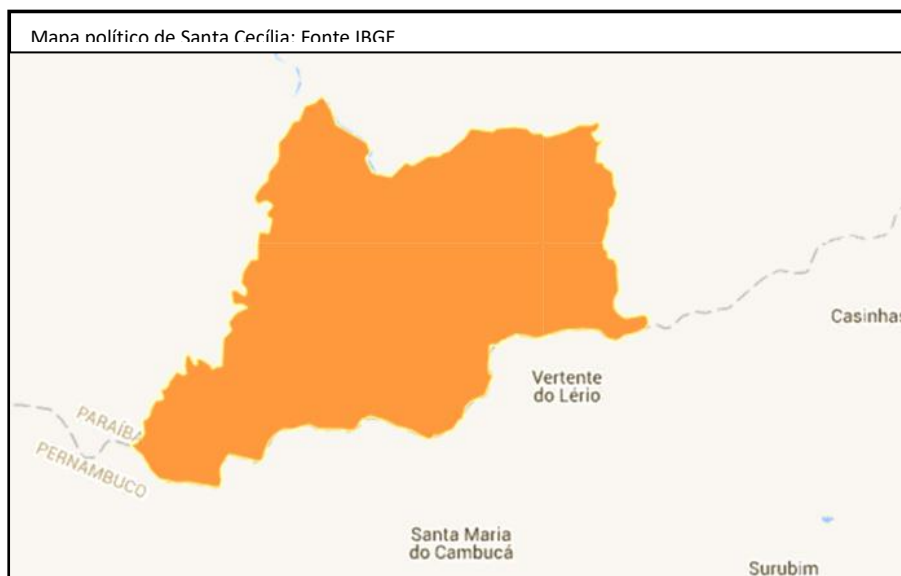 Mapa político de Santa Cecília: Fonte IBGE
Casinhas
Vertente
do Lério
PARAÍBA
PERNAMBUCO
Santa Maria
do Cambucá
Surubim